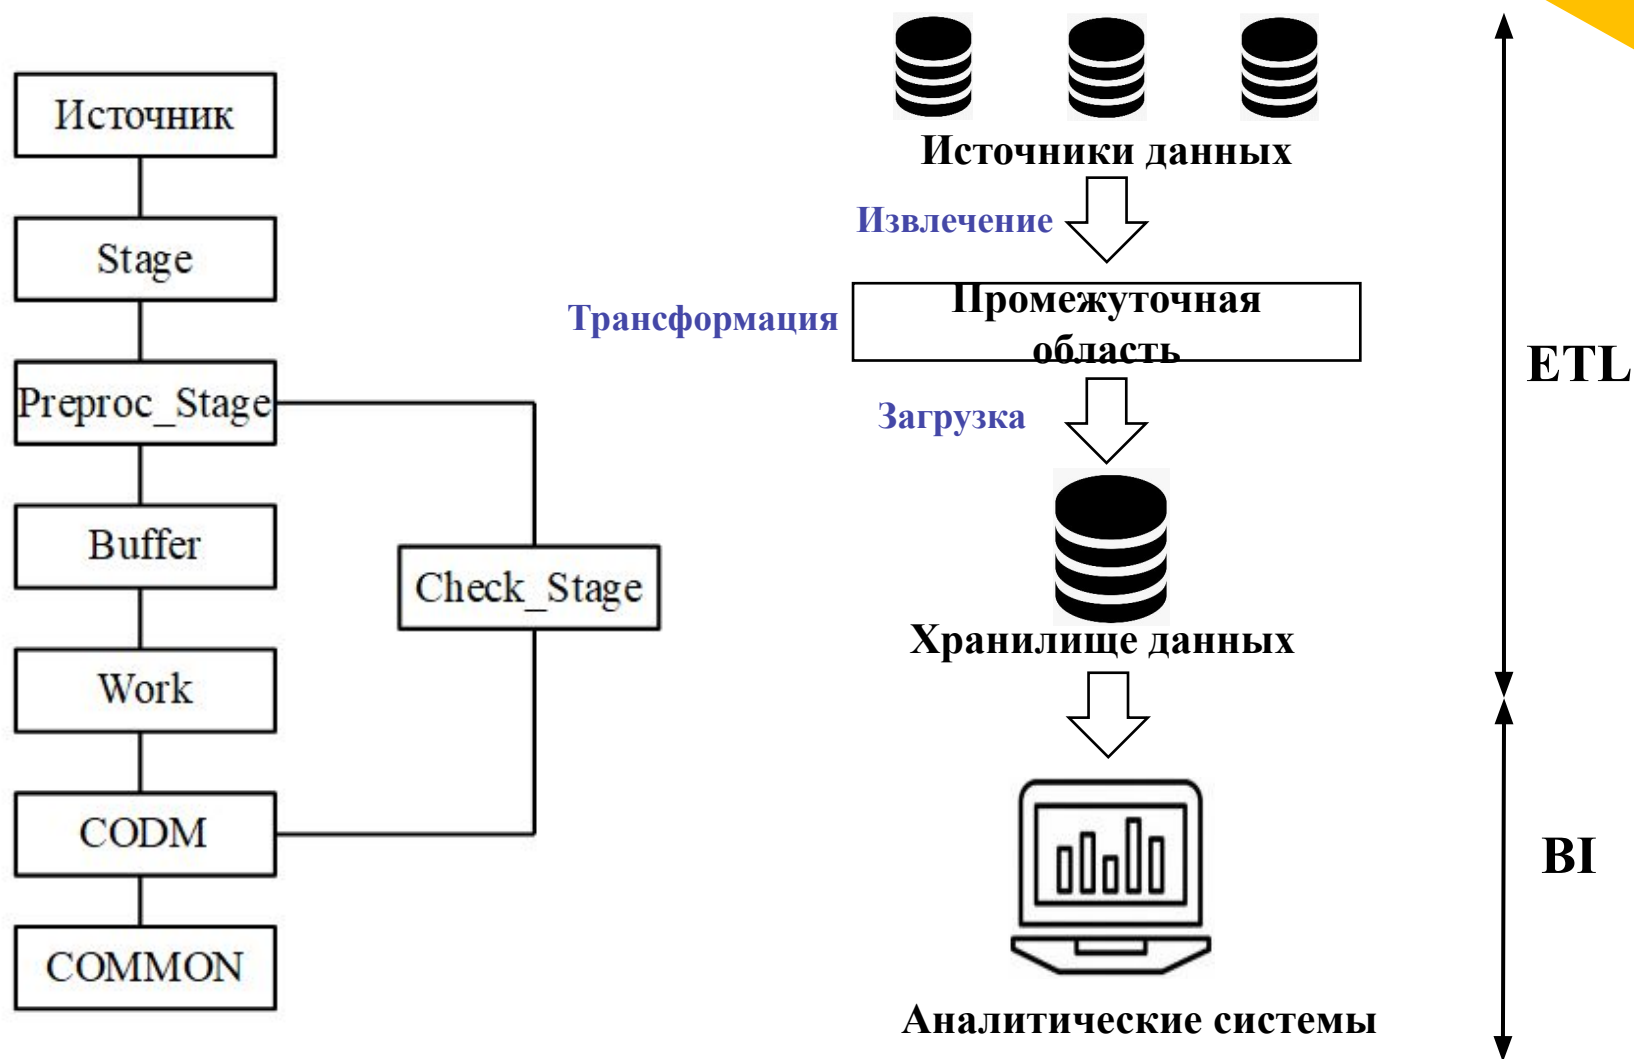 Источник
Stage
Preproc_Stage
Buffer
Check_Stage
Work
CODM
COMMON
Источники данных
Извлечение
Трансформация
Промежуточная
область
Загрузка
Хранилище данных
Аналитические системы
ETL
BI